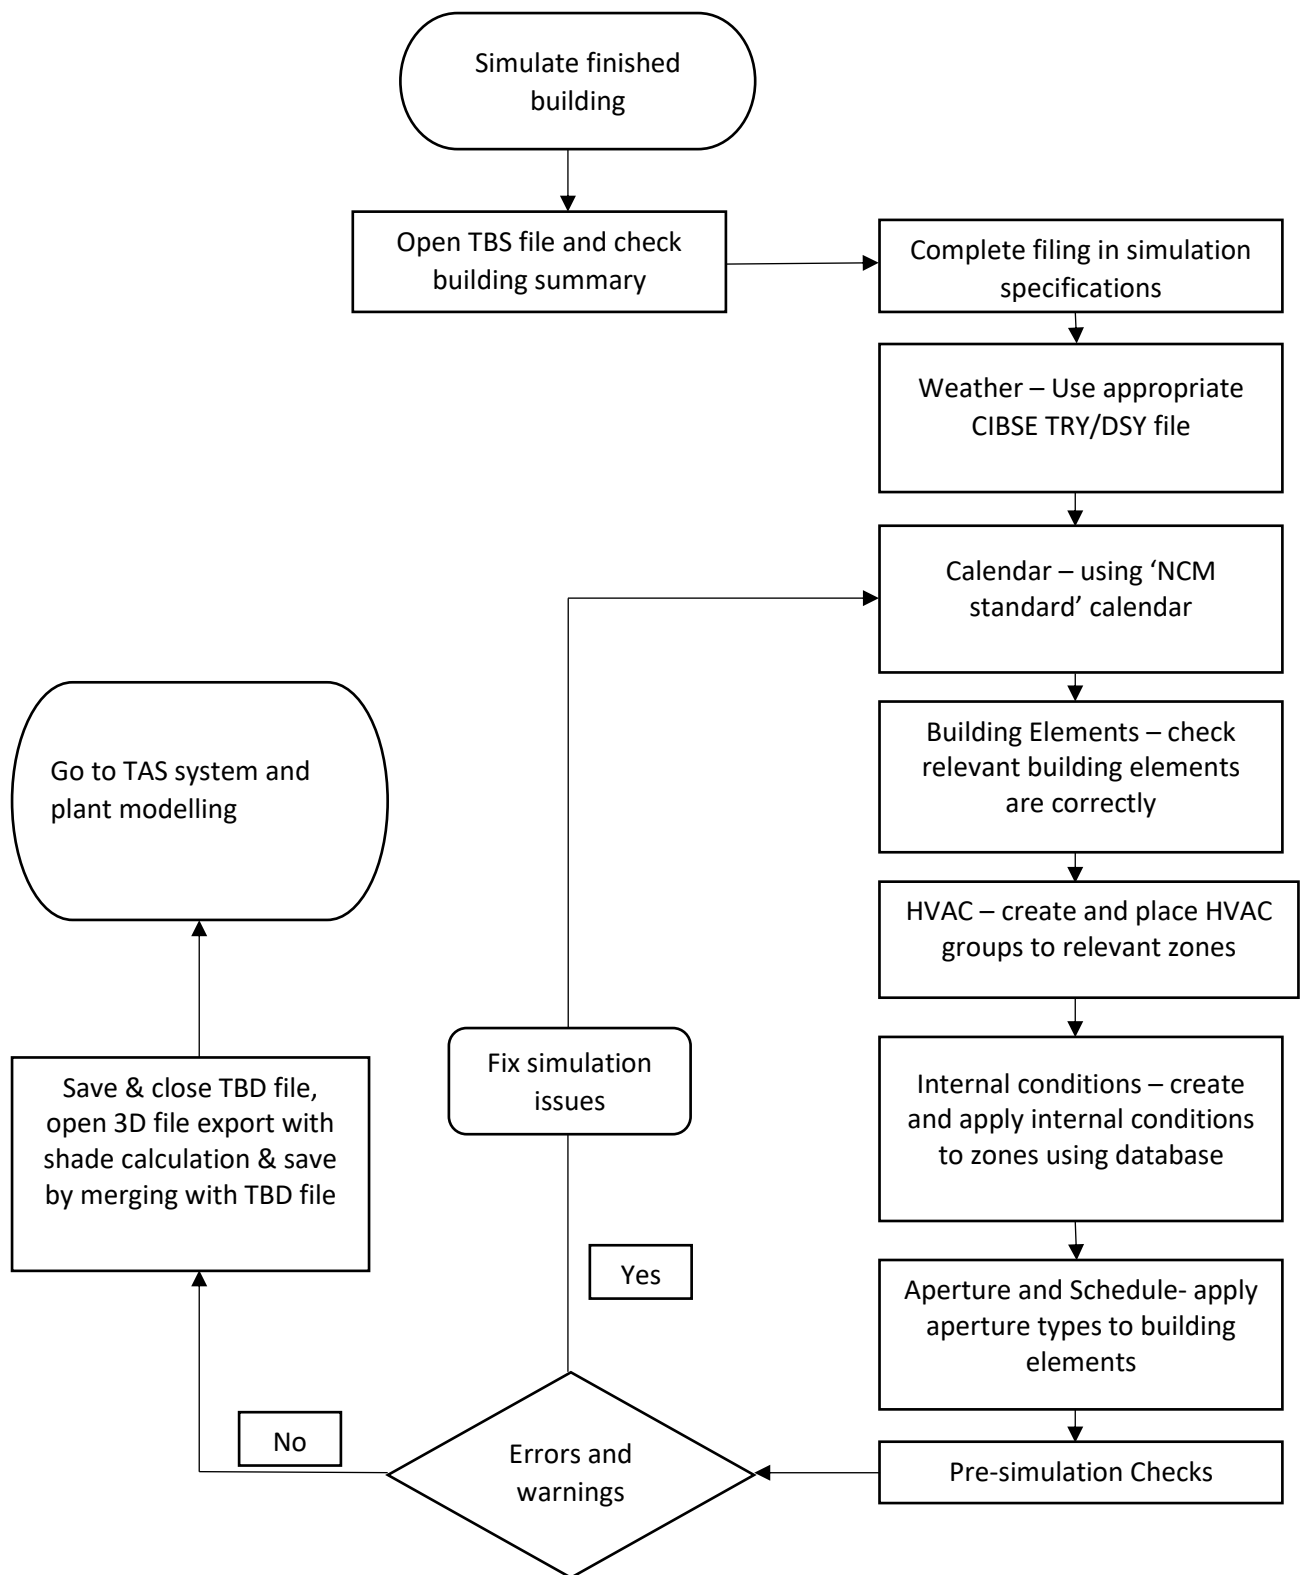 Simulate finished
building
Open TBS file and check
building summary
Complete filing in simulation
specifications
Weather – Use appropriate
CIBSE TRY/DSY file
Calendar – using ‘NCM
standard’ calendar
Building Elements – check
relevant building elements
are correctly
HVAC – create and place HVAC
groups to relevant zones
Internal conditions – create
and apply internal conditions
to zones using database
Aperture and Schedule- apply
aperture types to building
elements
Pre-simulation Checks
Errors and
warnings
Yes
Fix simulation
issues
No
Save & close TBD file,
open 3D file export with
shade calculation & save
by merging with TBD file
Go to TAS system and
plant modelling